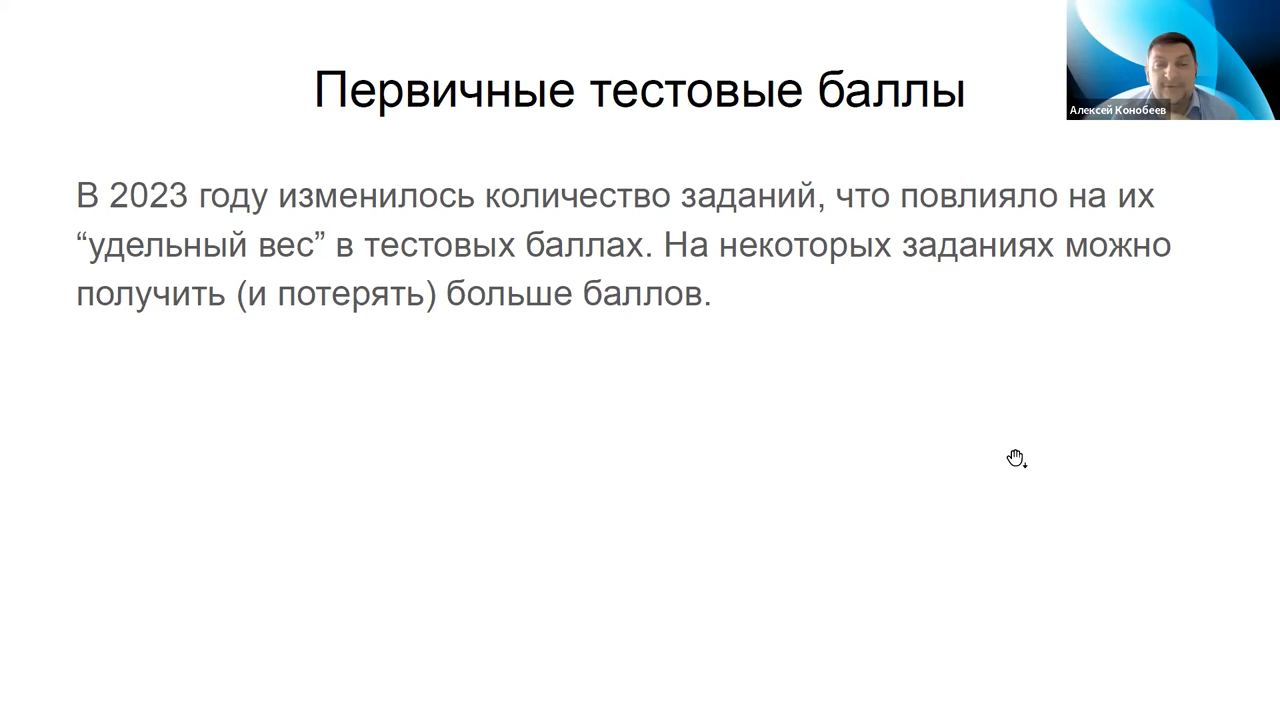 Первичные тестовые баллы
Алексей Конобеев
В 2023 году изменилось количество заданий, что повлияло на их
“удельный вес” в тестовых баллах. На некоторых заданиях можно
получить (и потерять) больше баллов.